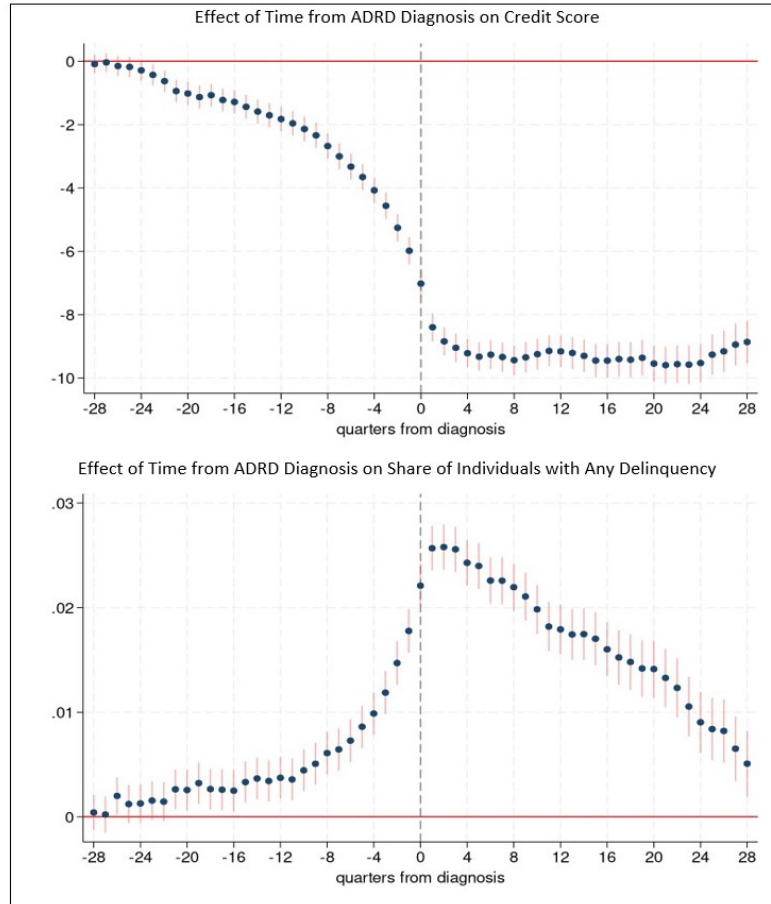 Effect of Time from ADRD Diagnosis on Credit Score
0
-2
-4
-6
-8
-10
-28 -24 -20 -16 -12 -8 -4 0 4 8 12 16 20 24 28
quarters from diagnosis
Effect of Time from ADRD Diagnosis on Share of Individuals with Any Delinquency
.03
.02
.01
0
-28 -24 -20 -16 -12 -8 -4 0 4 8 12 16 20 24 28
quarters from diagnosis